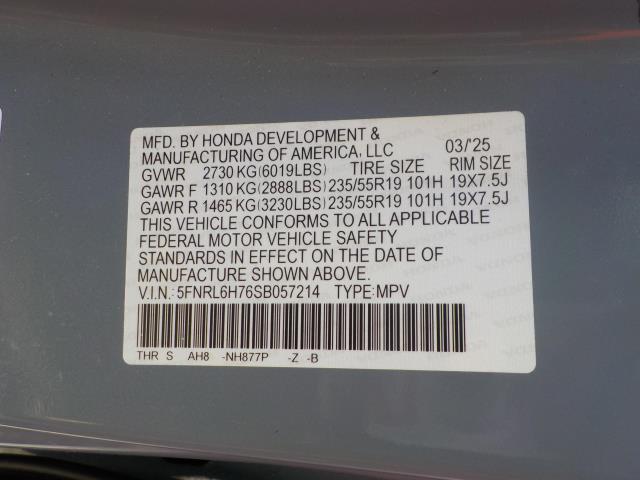 MFD. BY HONDA DEVELOPMENT &
MANUFACTURING OF AMERICA, LLC 03/'25
GVWR 2730 KG(6019LBS) TIRE SIZE RIM SIZE
GAWR F 1310 KG(2888LBS) 235/55R19 101H 19X7.5J
GAWR R 1465 KG(3230LBS) 235/55R19 101H 19X7.5J
THIS VEHICLE CONFORMS TO ALL APPLICABLE
FEDERAL MOTOR VEHICLE SAFETY
STANDARDS IN EFFECT ON THE DATE OF
MANUFACTURE SHOWN ABOVE.
V.I.N.: 5FNRL6H76SB057214 TYPE:MPV
THR S AH8 -NH877P -Z -B